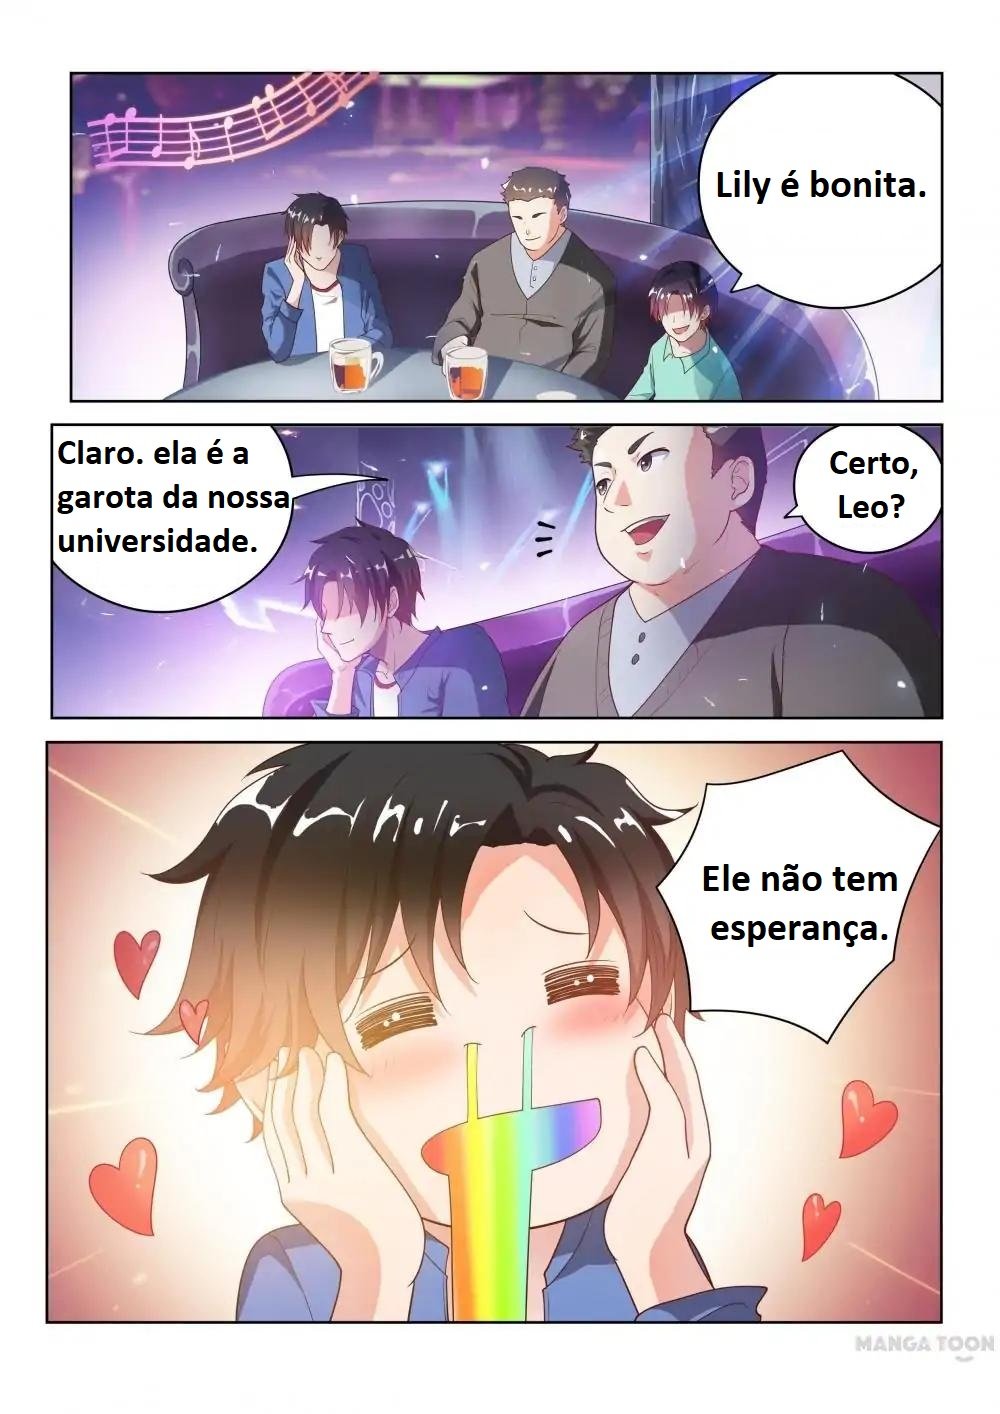 Lily é bonita.
Claro. ela é a
garota da nossa
universidade.
Certo,
Leo?
Ele não tem
esperança.
MANGA TOON